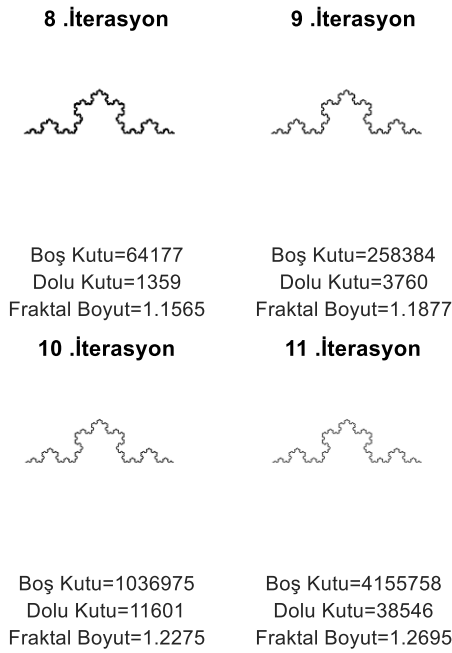 8 .İterasyon
9 .İterasyon
Boş Kutu=64177
Dolu Kutu=1359
Fraktal Boyut=1.1565
Boş Kutu=258384
Dolu Kutu=3760
Fraktal Boyut=1.1877
10 .İterasyon
11 .İterasyon
Boş Kutu=1036975
Dolu Kutu=11601
Fraktal Boyut=1.2275
Boş Kutu=4155758
Dolu Kutu=38546
Fraktal Boyut=1.2695